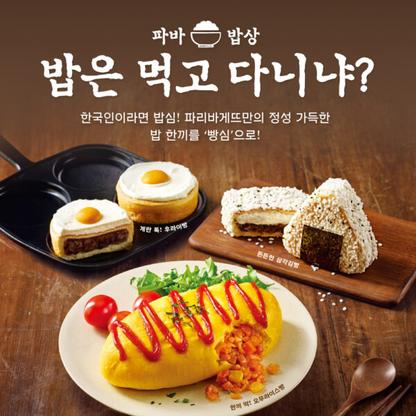 파바 밥상
밥은 먹고 다니냐?
한국인이라면 밥심! 파리바게뜨만의 정성 가득한
밥 한끼를 ‘빵심’으로!
계란 톡! 후라이빵
든든한 삼각김빵
현의 딱! 오무라이스빵